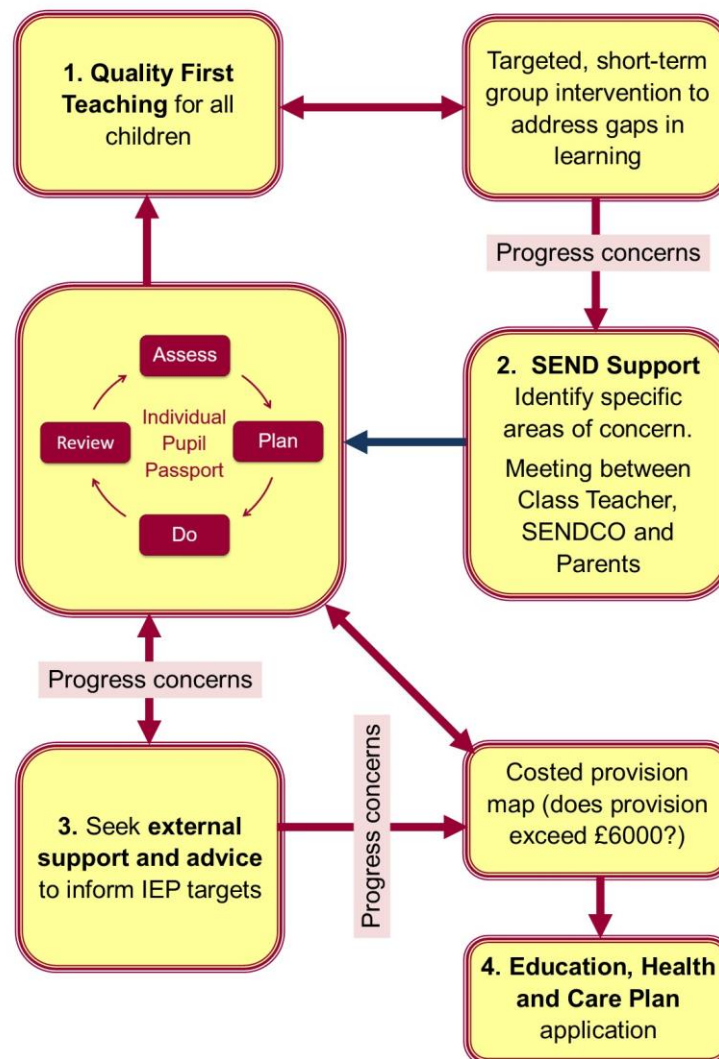 1. Quality First
Teaching for all
children
Targeted, short-term
group intervention to
address gaps in
learning
Progress concerns
2. SEND Support
Identify specific
areas of concern.
Meeting between
Class Teacher,
SENDCO and
Parents
Assess
Plan
Do
Review
Individual
Pupil
Passport
Progress concerns
3. Seek external
support and advice
to inform IEP targets
Progress concerns
Costed provision
map (does provision
exceed £6000?)
4. Education, Health
and Care Plan
application